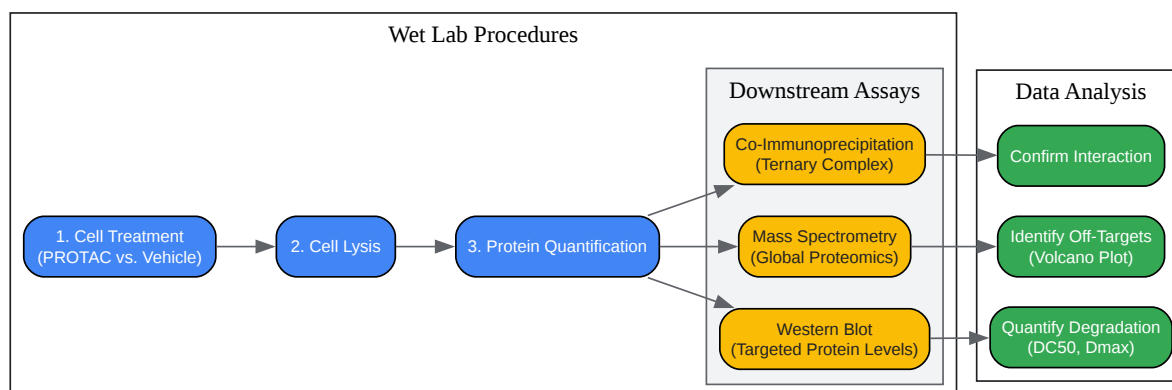 Wet Lab Procedures
Downstream Assays
Data Analysis
1. Cell Treatment
(PROTAC vs. Vehicle)
2. Cell Lysis
3. Protein Quantification
Co-Immunoprecipitation
(Ternary Complex)
Confirm Interaction
Mass Spectrometry
(Global Proteomics)
Identify Off-Targets
(Volcano Plot)
Western Blot
(Targeted Protein Levels)
Quantify Degradation
(DC50, Dmax)